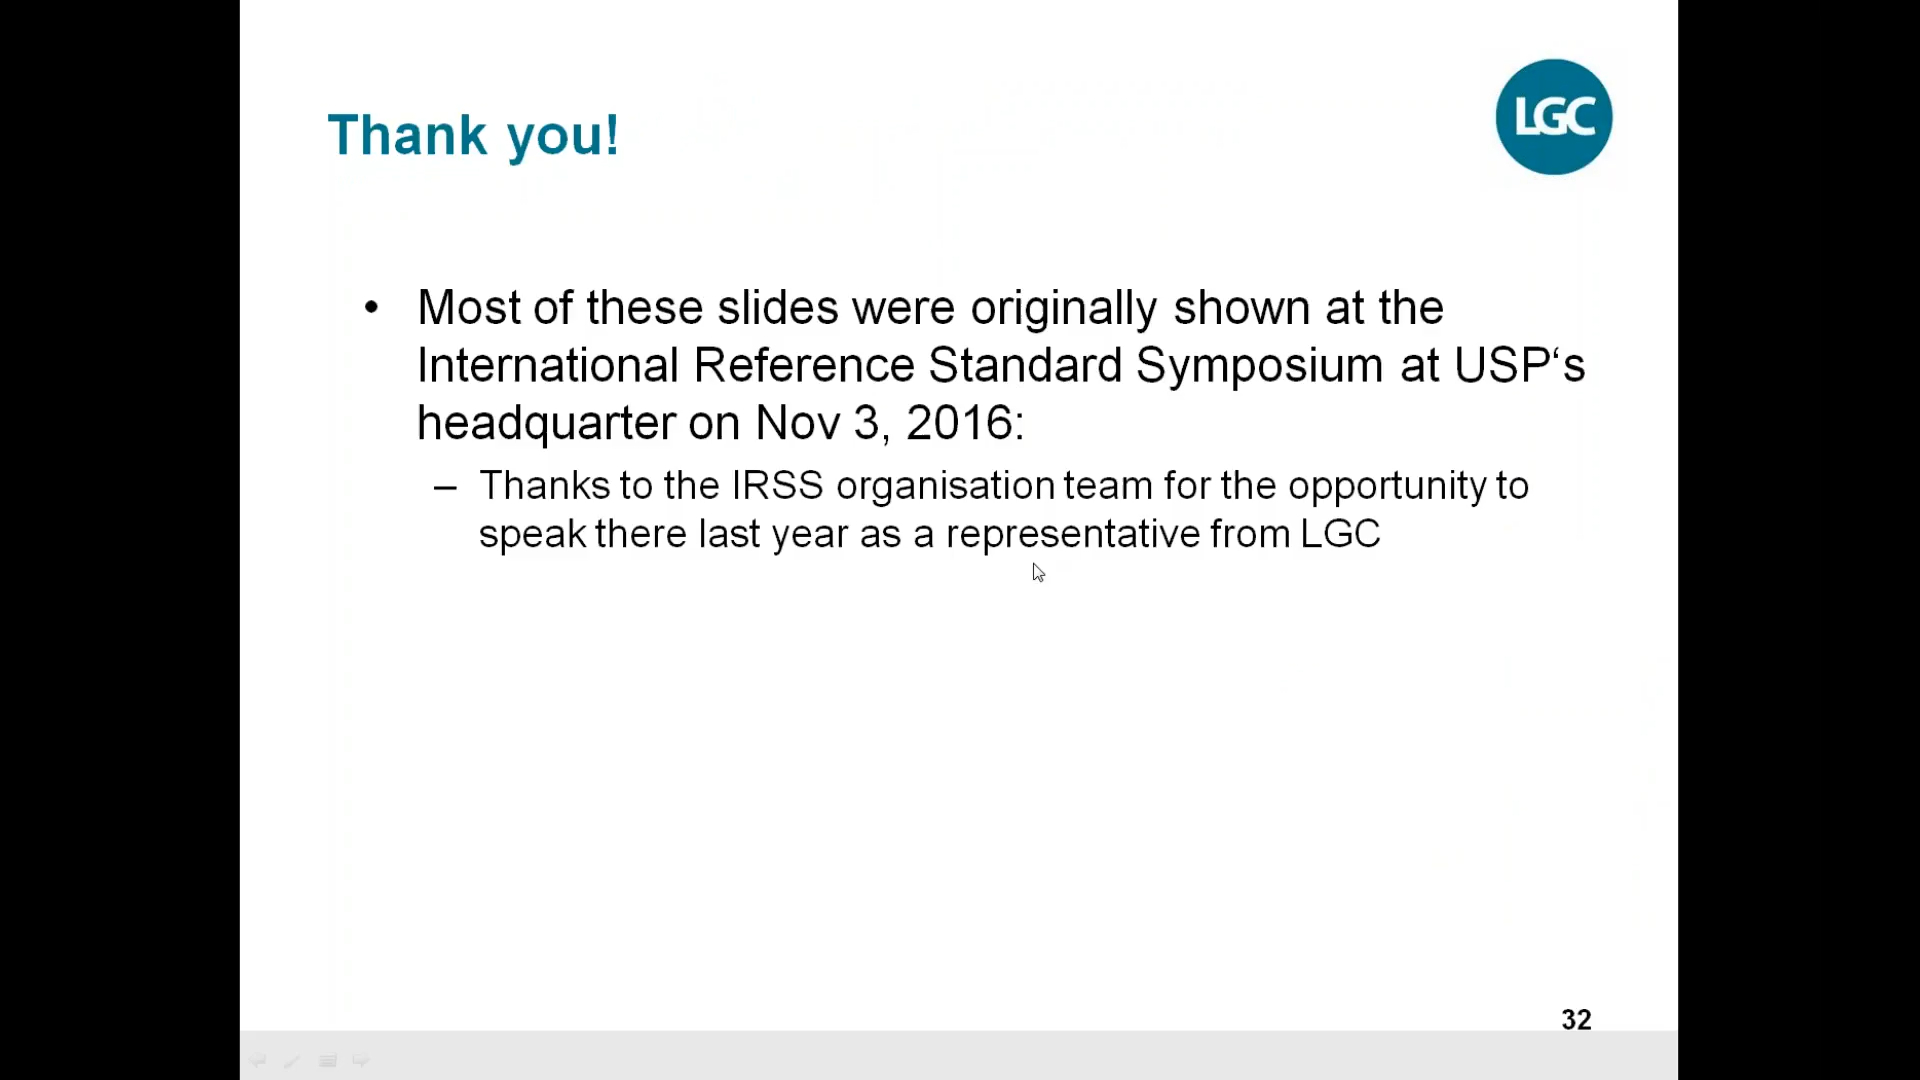 Thank you!
LGC
• Most of these slides were originally shown at the
International Reference Standard Symposium at USP‘s
headquarter on Nov 3, 2016:
– Thanks to the IRSS organisation team for the opportunity to
speak there last year as a representative from LGC
32